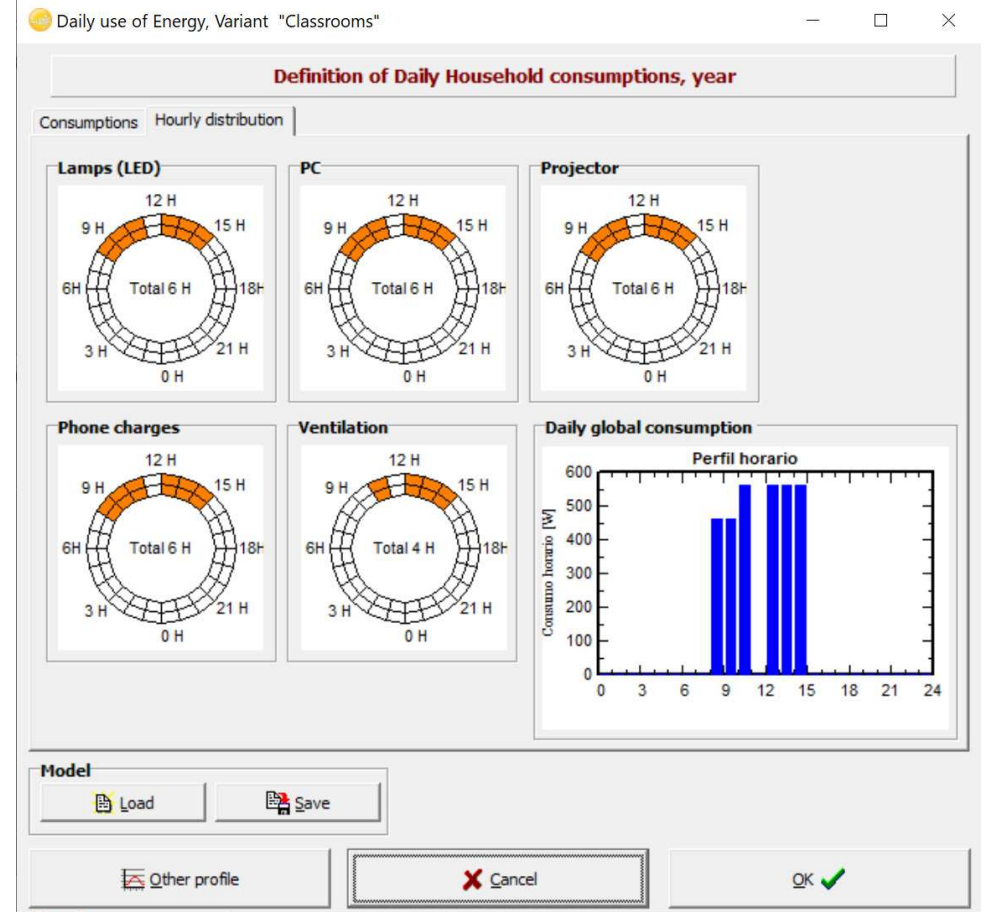 Daily use of Energy, Variant "Classrooms"
Definition of Daily Household consumptions, year
Consumptions Hourly distribution
Lamps (LED)
12 H
9 H 15 H
6H Total 6 H 18H
3 H 21 H
0 H
PC
12 H
9 H 15 H
6H Total 6 H 18H
3 H 21 H
0 H
Projector
12 H
9 H 15 H
6H Total 6 H 18H
3 H 21 H
0 H
Phone charges
12 H
9 H 15 H
6H Total 6 H 18H
3 H 21 H
0 H
Ventilation
12 H
9 H 15 H
6H Total 4 H 18H
3 H 21 H
0 H
Daily global consumption
Perfil horario
Consumo horario [W]
600
500
400
300
200
100
0
0 3 6 9 12 15 18 21 24
Model
Load Save
Other profile Cancel OK